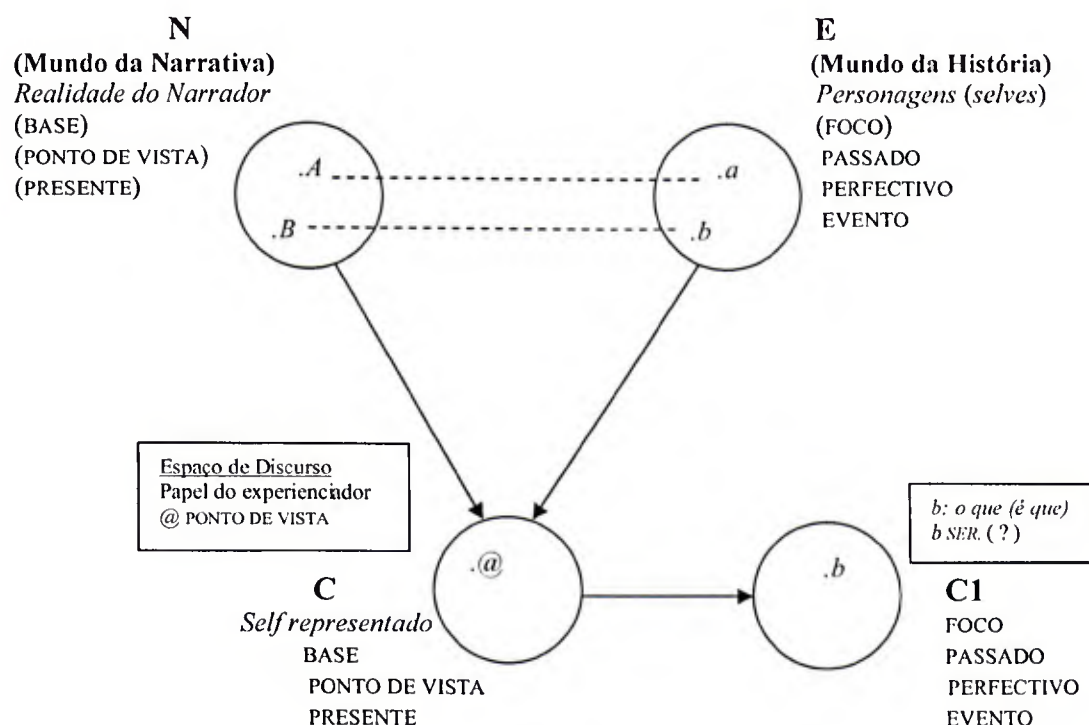 N
(Mundo da Narrativa)
Realidade do Narrador
(BASE)
(PONTO DE VISTA)
(PRESENTE)
E
(Mundo da História)
Personagens (selves)
(FOCO)
PASSADO
PERFECTIVO
EVENTO
.A
.B
.a
.b
Espaço de Discurso
Papel do experienciador
@ PONTO DE VISTA
.@
C
Self representado
BASE
PONTO DE VISTA
PRESENTE
.b
b: o que (é que)
b SER. (?)
C1
FOCO
PASSADO
PERFECTIVO
EVENTO